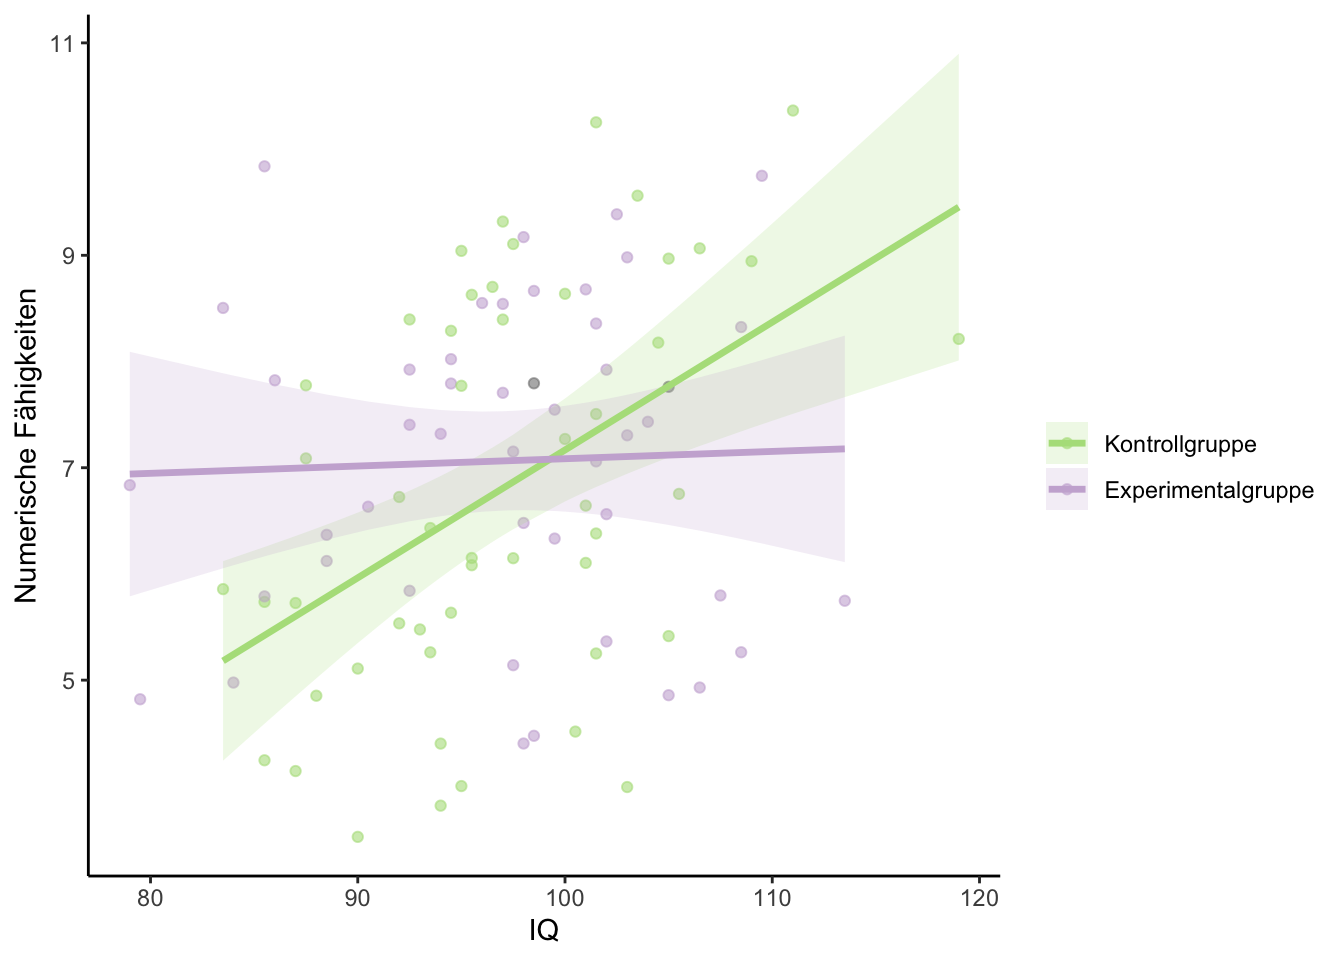 11
9
7
5
Numerische Fähigkeiten
80 90 100 110 120
IQ
Kontrollgruppe
Experimentalgruppe